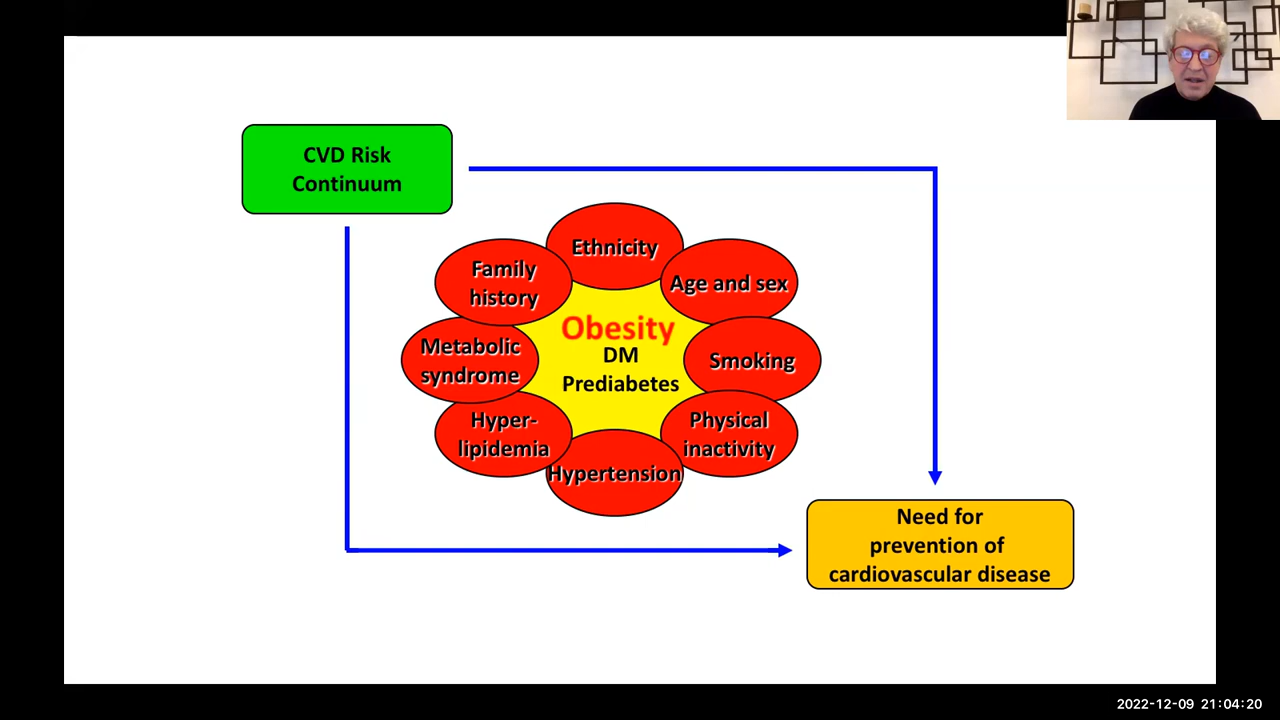 CVD Risk
Continuum
Ethnicity
Family
history
Age and sex
Obesity
DM
Prediabetes
Metabolic
syndrome
Smoking
Hyper-
lipidemia
Physical
inactivity
Hypertension
Need for
prevention of
cardiovascular disease
2022-12-09 21:04:20